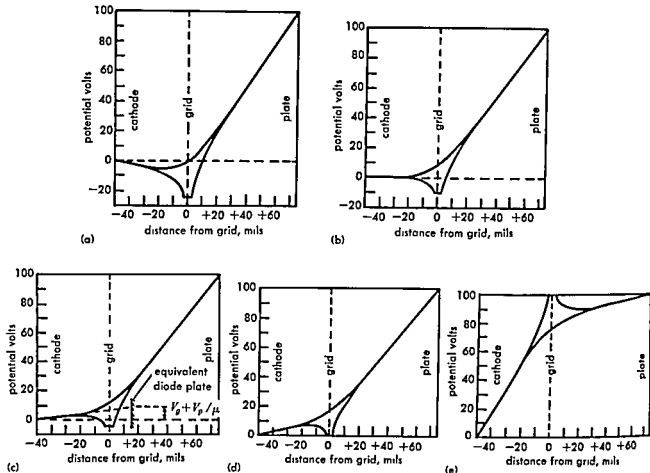 100
80
60
40
20
0
−20
potential volts
cathode
grid
plate
−40 −20 0 +20 +40 +60
distance from grid, mils
(a)
100
80
60
40
20
0
−20
potential volts
cathode
grid
plate
−40 −20 0 +20 +40 +60
distance from grid, mils
(b)
100
80
60
40
20
0
potential volts
cathode
grid
plate
equivalent
diode plate
−40 −20 0 +20 +40 +60
distance from grid, mils
(c)
100
80
60
40
20
0
potential volts
cathode
grid
plate
−40 −20 0 +20 +40 +60
distance from grid, mils
(d)
100
80
60
40
20
0
potential volts
cathode
grid
plate
−40 −20 0 +20 +40 +60
distance from grid, mils
(e)